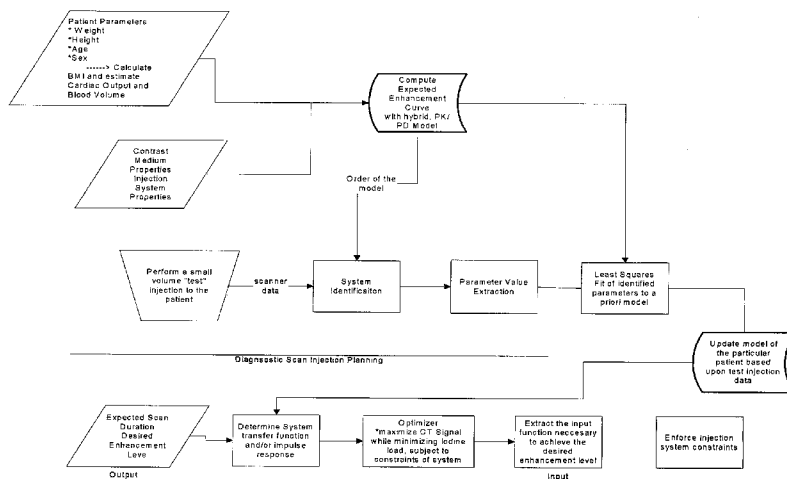 Patient Parameters
* Weight
* Height
*Age
*Sex
------> Calculate
BMI and estimate
Cardiac Output and
Blood Volume
Compute
Expected
Enhancement
Curve
with hybrid, PK/
PD Model
Contrast
Medium
Properties
Injection
System
Properties
Order of the
model
Perform a small
volume "test"
injection to the
patient
scanner
data
System
Identificaiton
Parameter Value
Extraction
Least Squares
Fit of identified
parameters to a
priori model
Update model of
the particular
patient based
upon test injection
data
Diagnsostic Scan Injection Planning
Expected Scan
Duration
Desired
Enhancement
Level
Output
Determine System
transfer function
and/or impulse
response
Optimizer
*maximize CT Signal
while minimizing Iodine
load, subject to
constraints of system
Extract the input
function neccesary
to achieve the
desired
enhancement level
Input
Enforce injection
system constraints